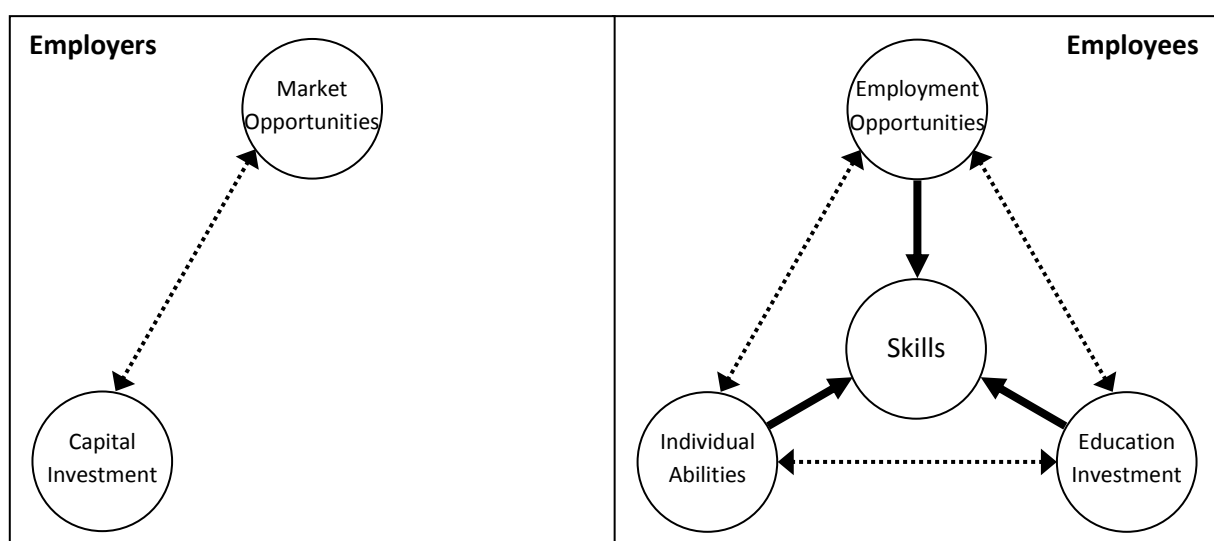 Employers
Market
Opportunities
Capital
Investment
Employees
Employment
Opportunities
Skills
Individual
Abilities
Education
Investment